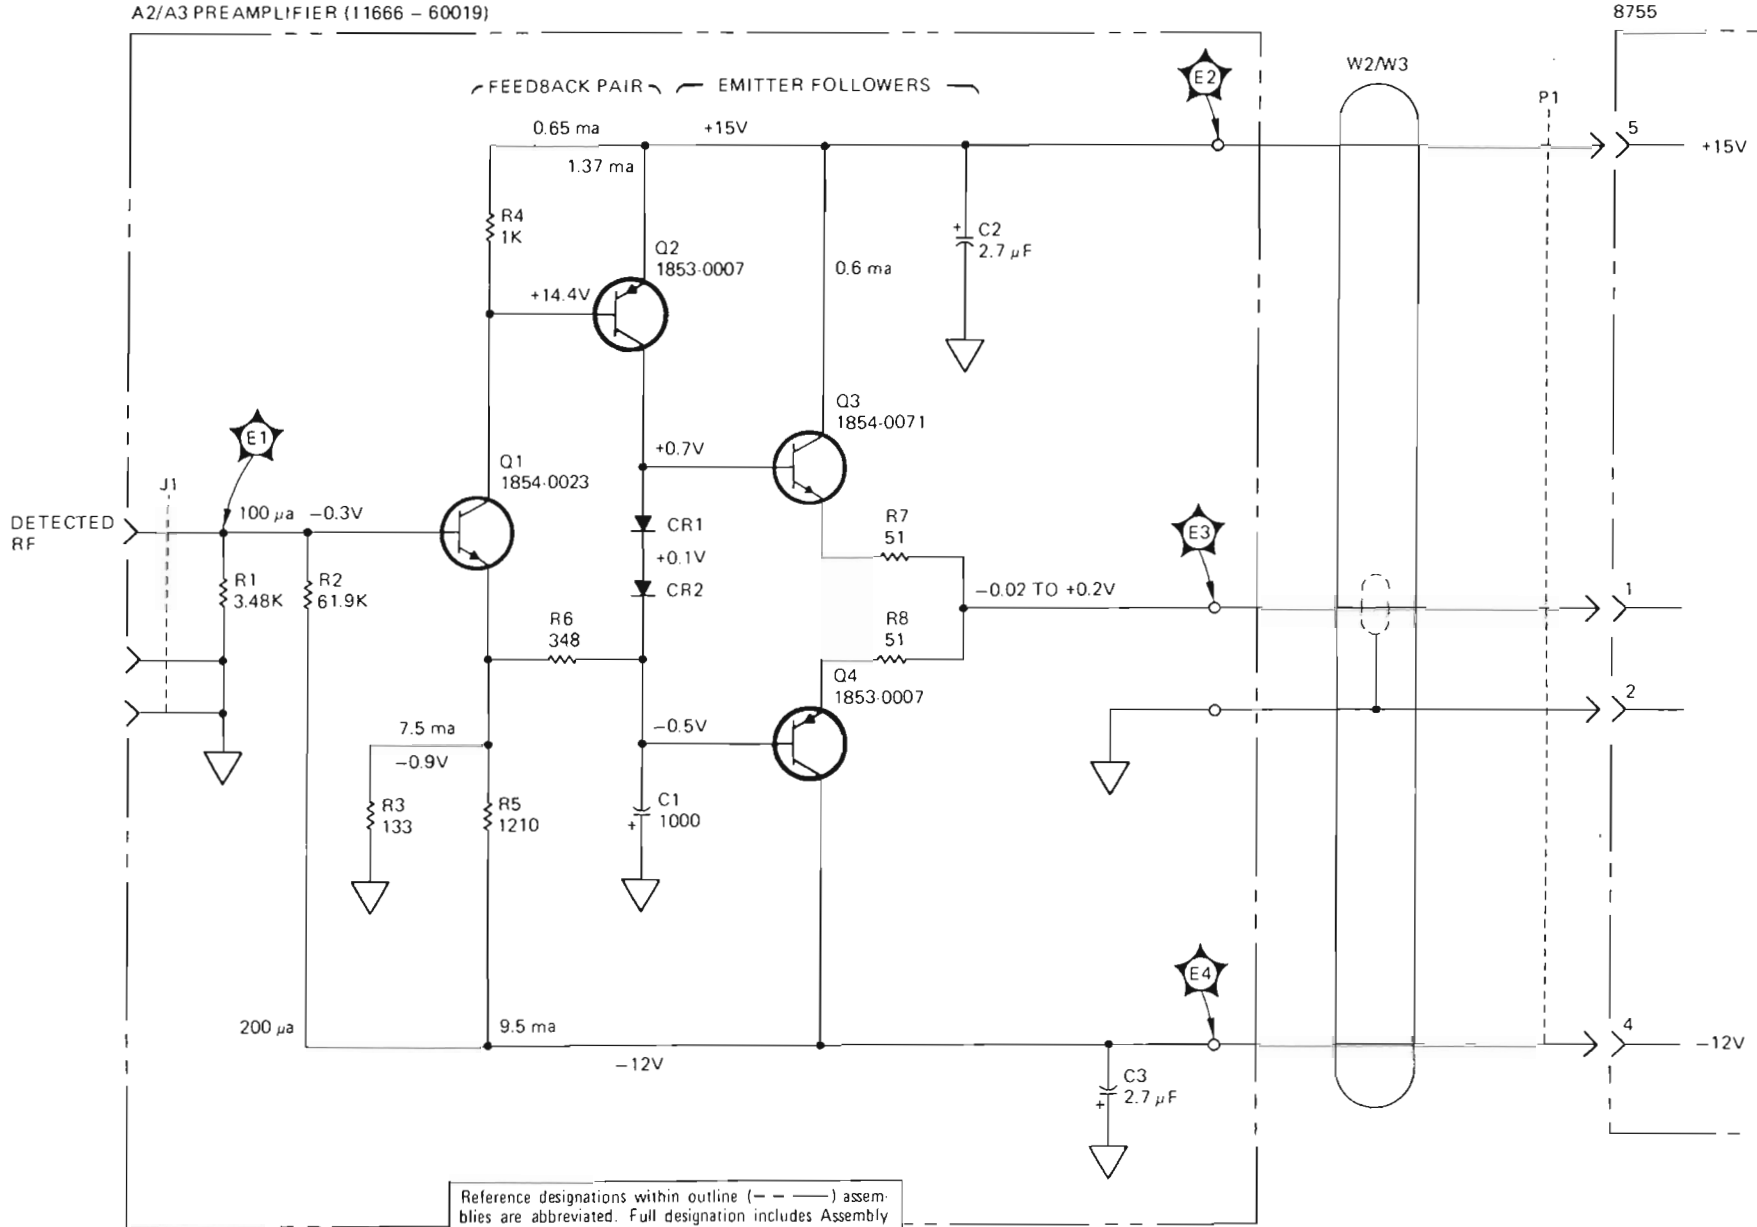 A2/A3 PREAMPLIFIER (11666 – 60019)
8755
FEED8ACK PAIR
EMITTER FOLLOWERS
E2
W2/W3
P1
0.65 ma
+15V
1.37 ma
5
+15V
R4
1K
Q2
1853-0007
+ C2
2.7 µF
+14.4V
0.6 ma
Q3
1854-0071
E1
J1
Q1
1854-0023
+0.7V
DETECTED
RF
100 µa
–0.3V
CR1
+0.1V
CR2
R7
51
E3
R1
3.48K
R2
61.9K
–0.02 TO +0.2V
1
R6
348
R8
51
Q4
1853-0007
2
7.5 ma
–0.9V
–0.5V
R3
133
R5
1210
C1
1000
+
E4
200 µa
9.5 ma
–12V
4
–12V
C3
2.7 µF
+
Reference designations within outline (– – ——) assem-
blies are abbreviated. Full designation includes Assembly